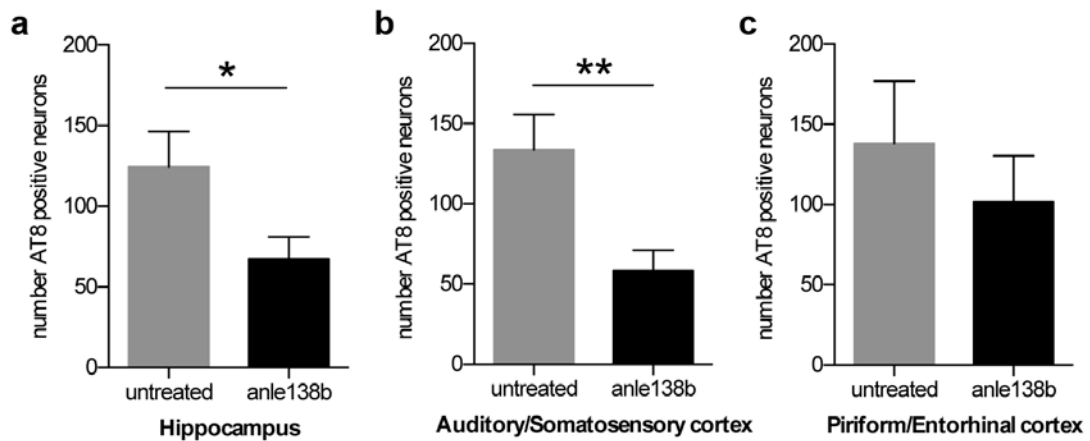 a
number AT8 positive neurons
200
150
100
50
0
*
untreated anle138b
Hippocampus
b
number AT8 positive neurons
200
150
100
50
0
**
untreated anle138b
Auditory/Somatosensory cortex
c
number AT8 positive neurons
200
150
100
50
0
untreated anle138b
Piriform/Entorhinal cortex